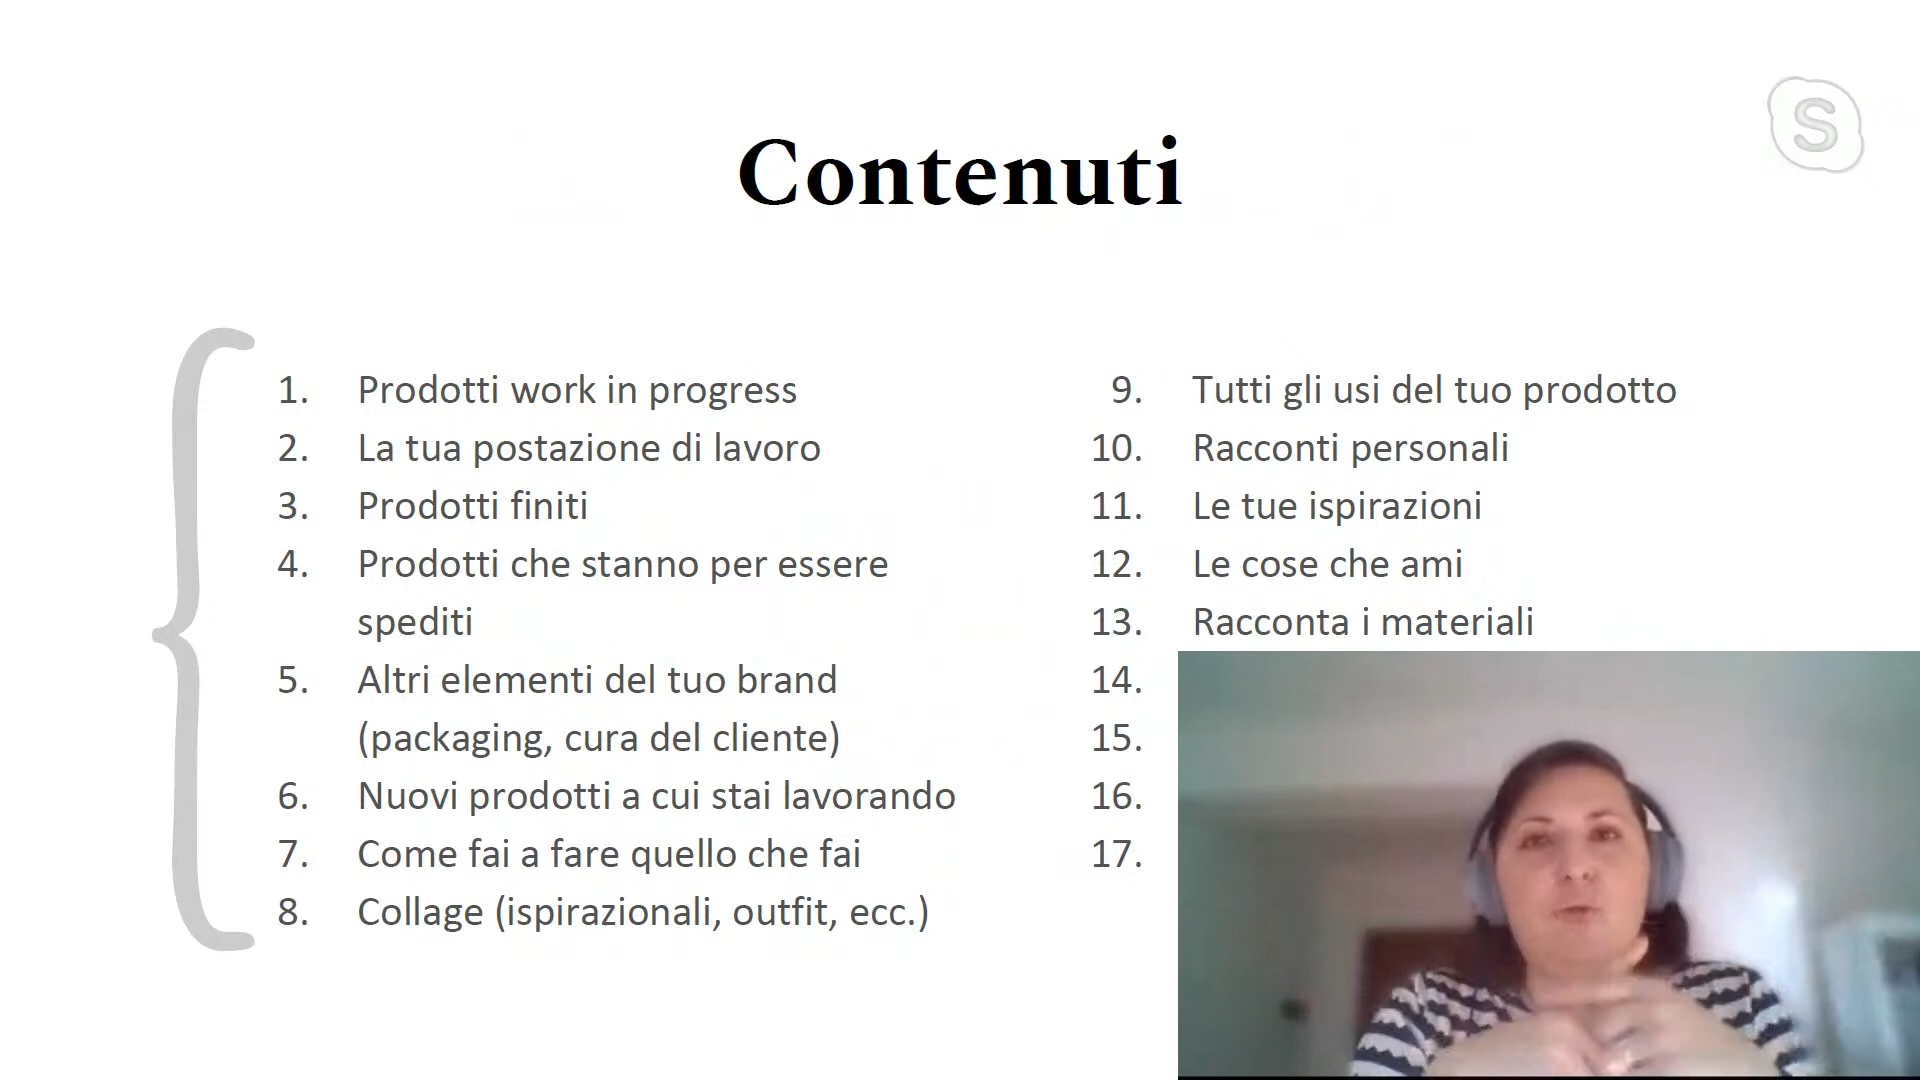 Contenuti
S
1. Prodotti work in progress
2. La tua postazione di lavoro
3. Prodotti finiti
4. Prodotti che stanno per essere
spediti
5. Altri elementi del tuo brand
(packaging, cura del cliente)
6. Nuovi prodotti a cui stai lavorando
7. Come fai a fare quello che fai
8. Collage (ispirazionali, outfit, ecc.)
9. Tutti gli usi del tuo prodotto
10. Racconti personali
11. Le tue ispirazioni
12. Le cose che ami
13. Racconta i materiali
14.
15.
16.
17.